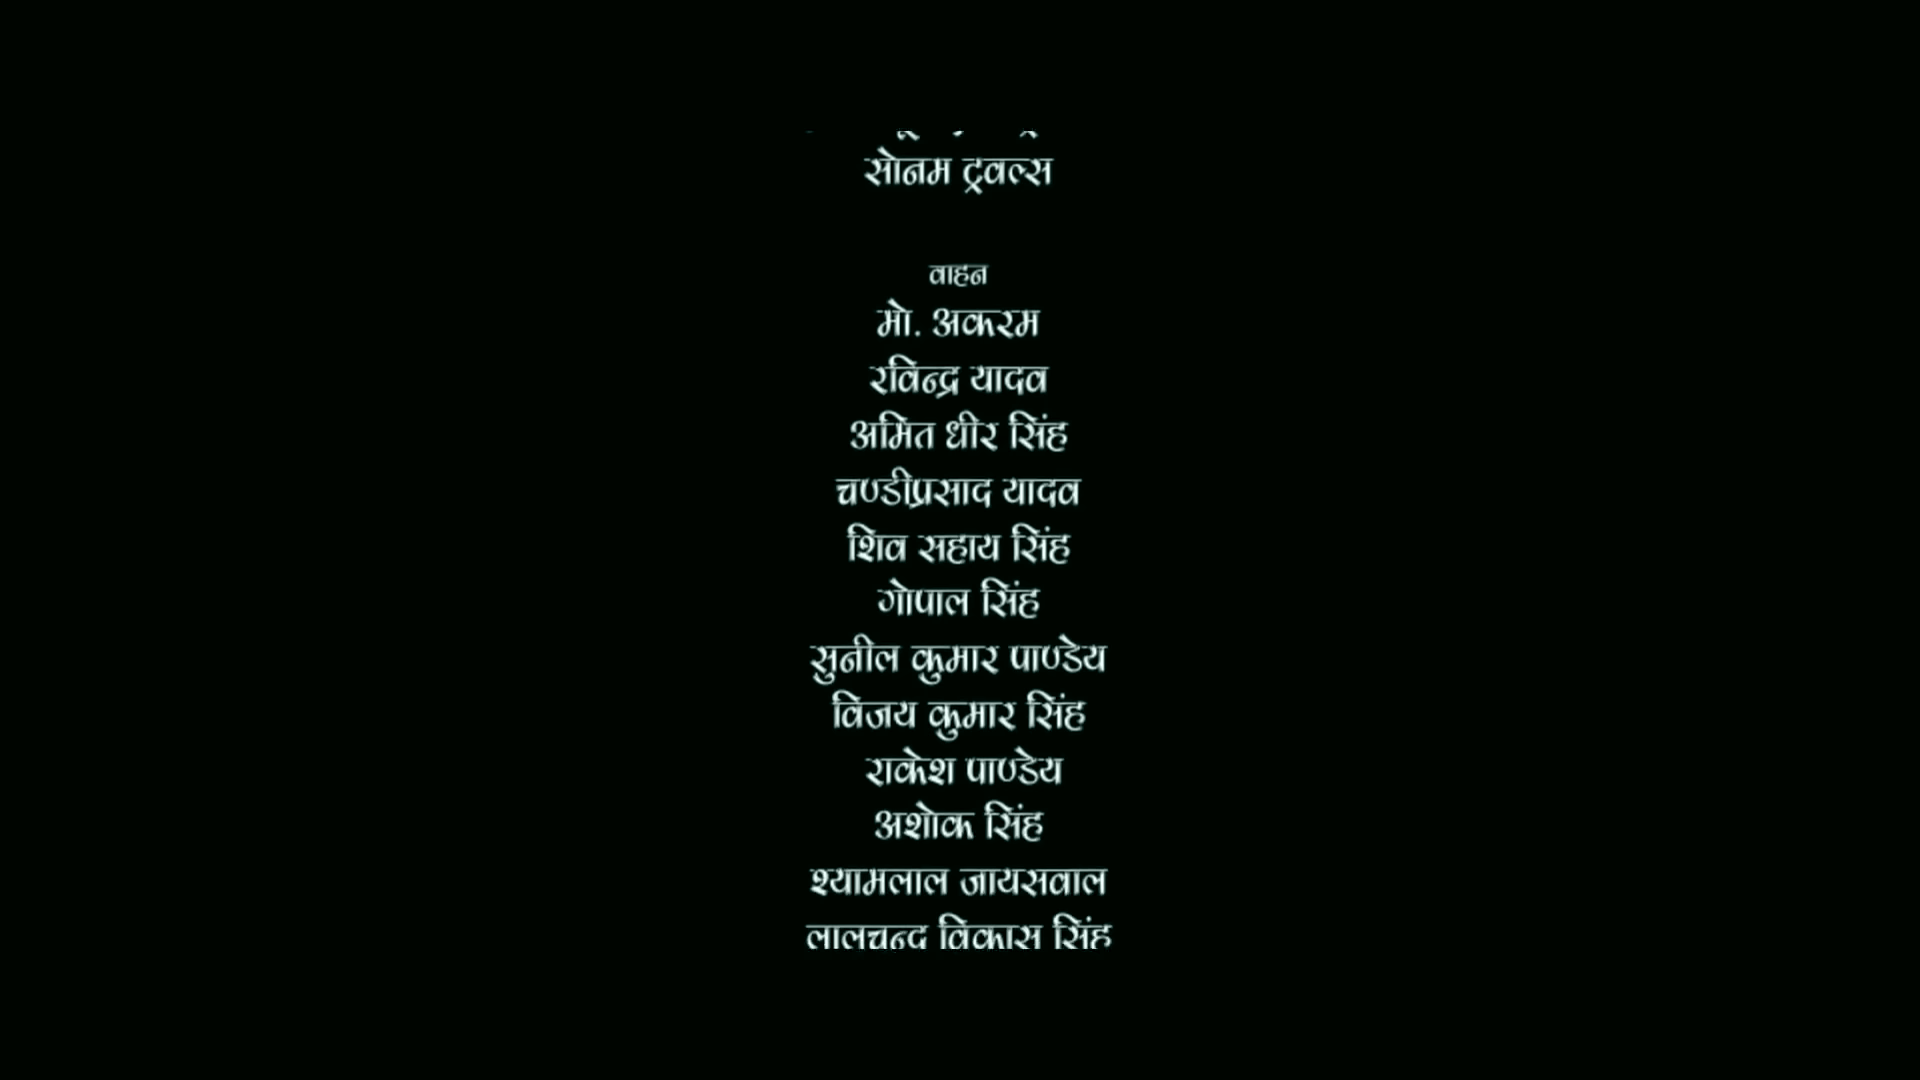 सोनम ट्रवल्स
वाहन
मो. अकरम
रविन्द्र यादव
अमित धीर सिंह
चण्डीप्रसाद यादव
शिव सहाय सिंह
गोपाल सिंह
सुनील कुमार पाण्डेय
विजय कुमार सिंह
राकेश पाण्डेय
अशोक सिंह
श्यामलाल जायसवाल
लालचन्द विकास सिंह